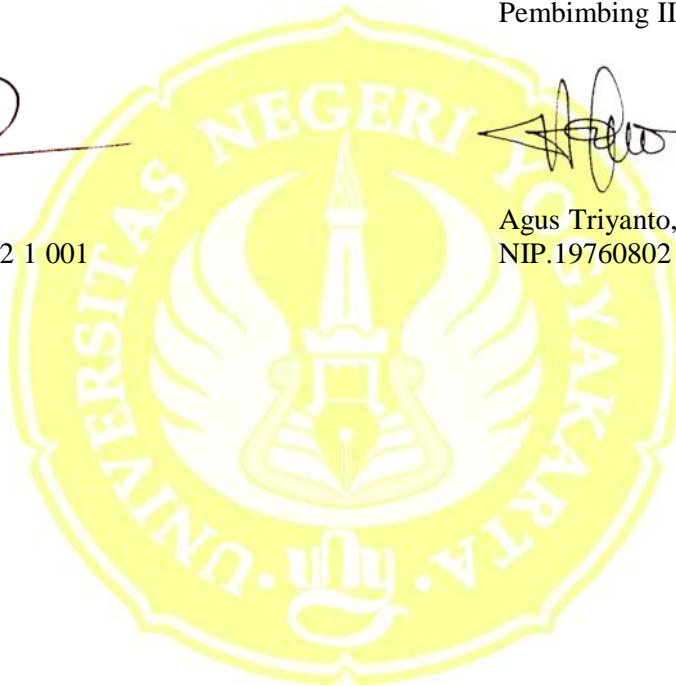 Pembimbing II
2 1 001
Agus Triyanto,
NIP.19760802
UNIVERSITAS NEGERI YOGYAKARTA
uny